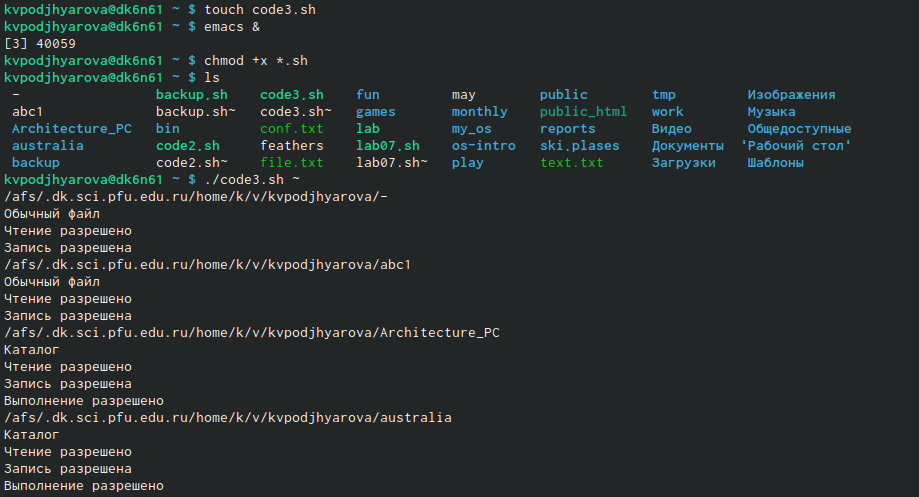 kvpodjhyarova@dk6n61 ~ $ touch code3.sh
kvpodjhyarova@dk6n61 ~ $ emacs &
[3] 40059
kvpodjhyarova@dk6n61 ~ $ chmod +x *.sh
kvpodjhyarova@dk6n61 ~ $ ls
- backup.sh code3.sh fun may public tmp Изображения
abc1 backup.sh~ code3.sh~ games monthly public_html work Музыка
Architecture_PC bin conf.txt lab my_os reports Видео Общедоступные
australia code2.sh feathers lab07.sh os-intro ski.plases Документы 'Рабочий стол'
backup code2.sh~ file.txt lab07.sh~ play text.txt Загрузки Шаблоны
kvpodjhyarova@dk6n61 ~ $ ./code3.sh ~
/afs/.dk.sci.pfu.edu.ru/home/k/v/kvpodjhyarova/-
Обычный файл
Чтение разрешено
Запись разрешена
/afs/.dk.sci.pfu.edu.ru/home/k/v/kvpodjhyarova/abc1
Обычный файл
Чтение разрешено
Запись разрешена
/afs/.dk.sci.pfu.edu.ru/home/k/v/kvpodjhyarova/Architecture_PC
Каталог
Чтение разрешено
Запись разрешена
Выполнение разрешено
/afs/.dk.sci.pfu.edu.ru/home/k/v/kvpodjhyarova/australia
Каталог
Чтение разрешено
Запись разрешена
Выполнение разрешено